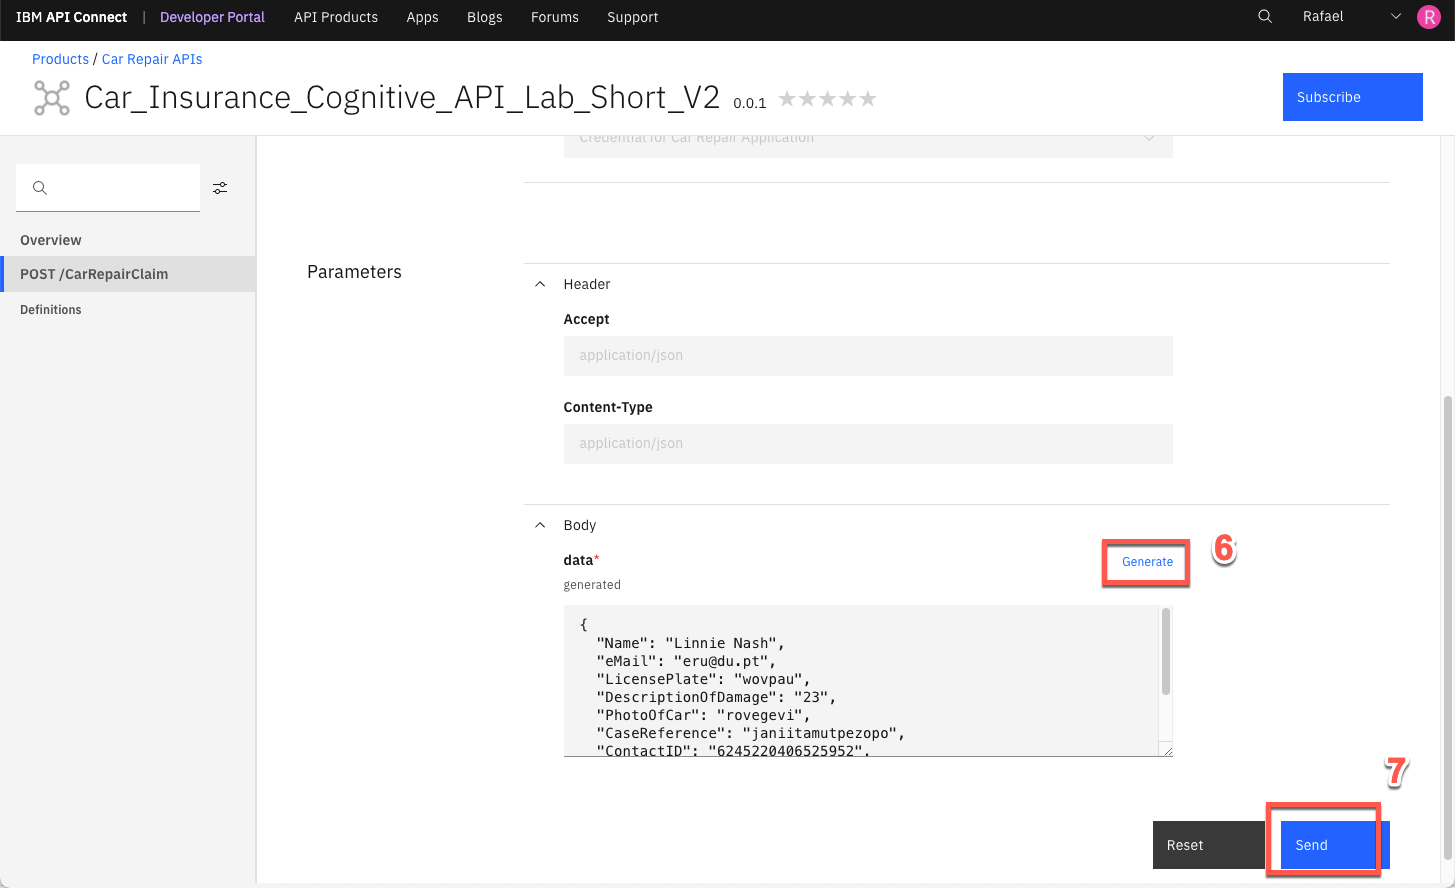 IBM API Connect | Developer Portal API Products Apps Blogs Forums Support Rafael R
Products / Car Repair APIs
Car_Insurance_Cognitive_API_Lab_Short_V2 0.0.1
Subscribe
Credential for Car Repair Application
Overview
POST /CarRepairClaim
Definitions
Parameters
Header
Accept
application/json
Content-Type
application/json
Body
data*
Generate
6
generated
{
"Name": "Linnie Nash",
"eMail": "eru@du.pt",
"LicensePlate": "wovpau",
"DescriptionOfDamage": "23",
"PhotoOfCar": "rovegevi",
"CaseReference": "janiitamutpezopo",
"ContactID": "6245220406525952",
7
Reset
Send